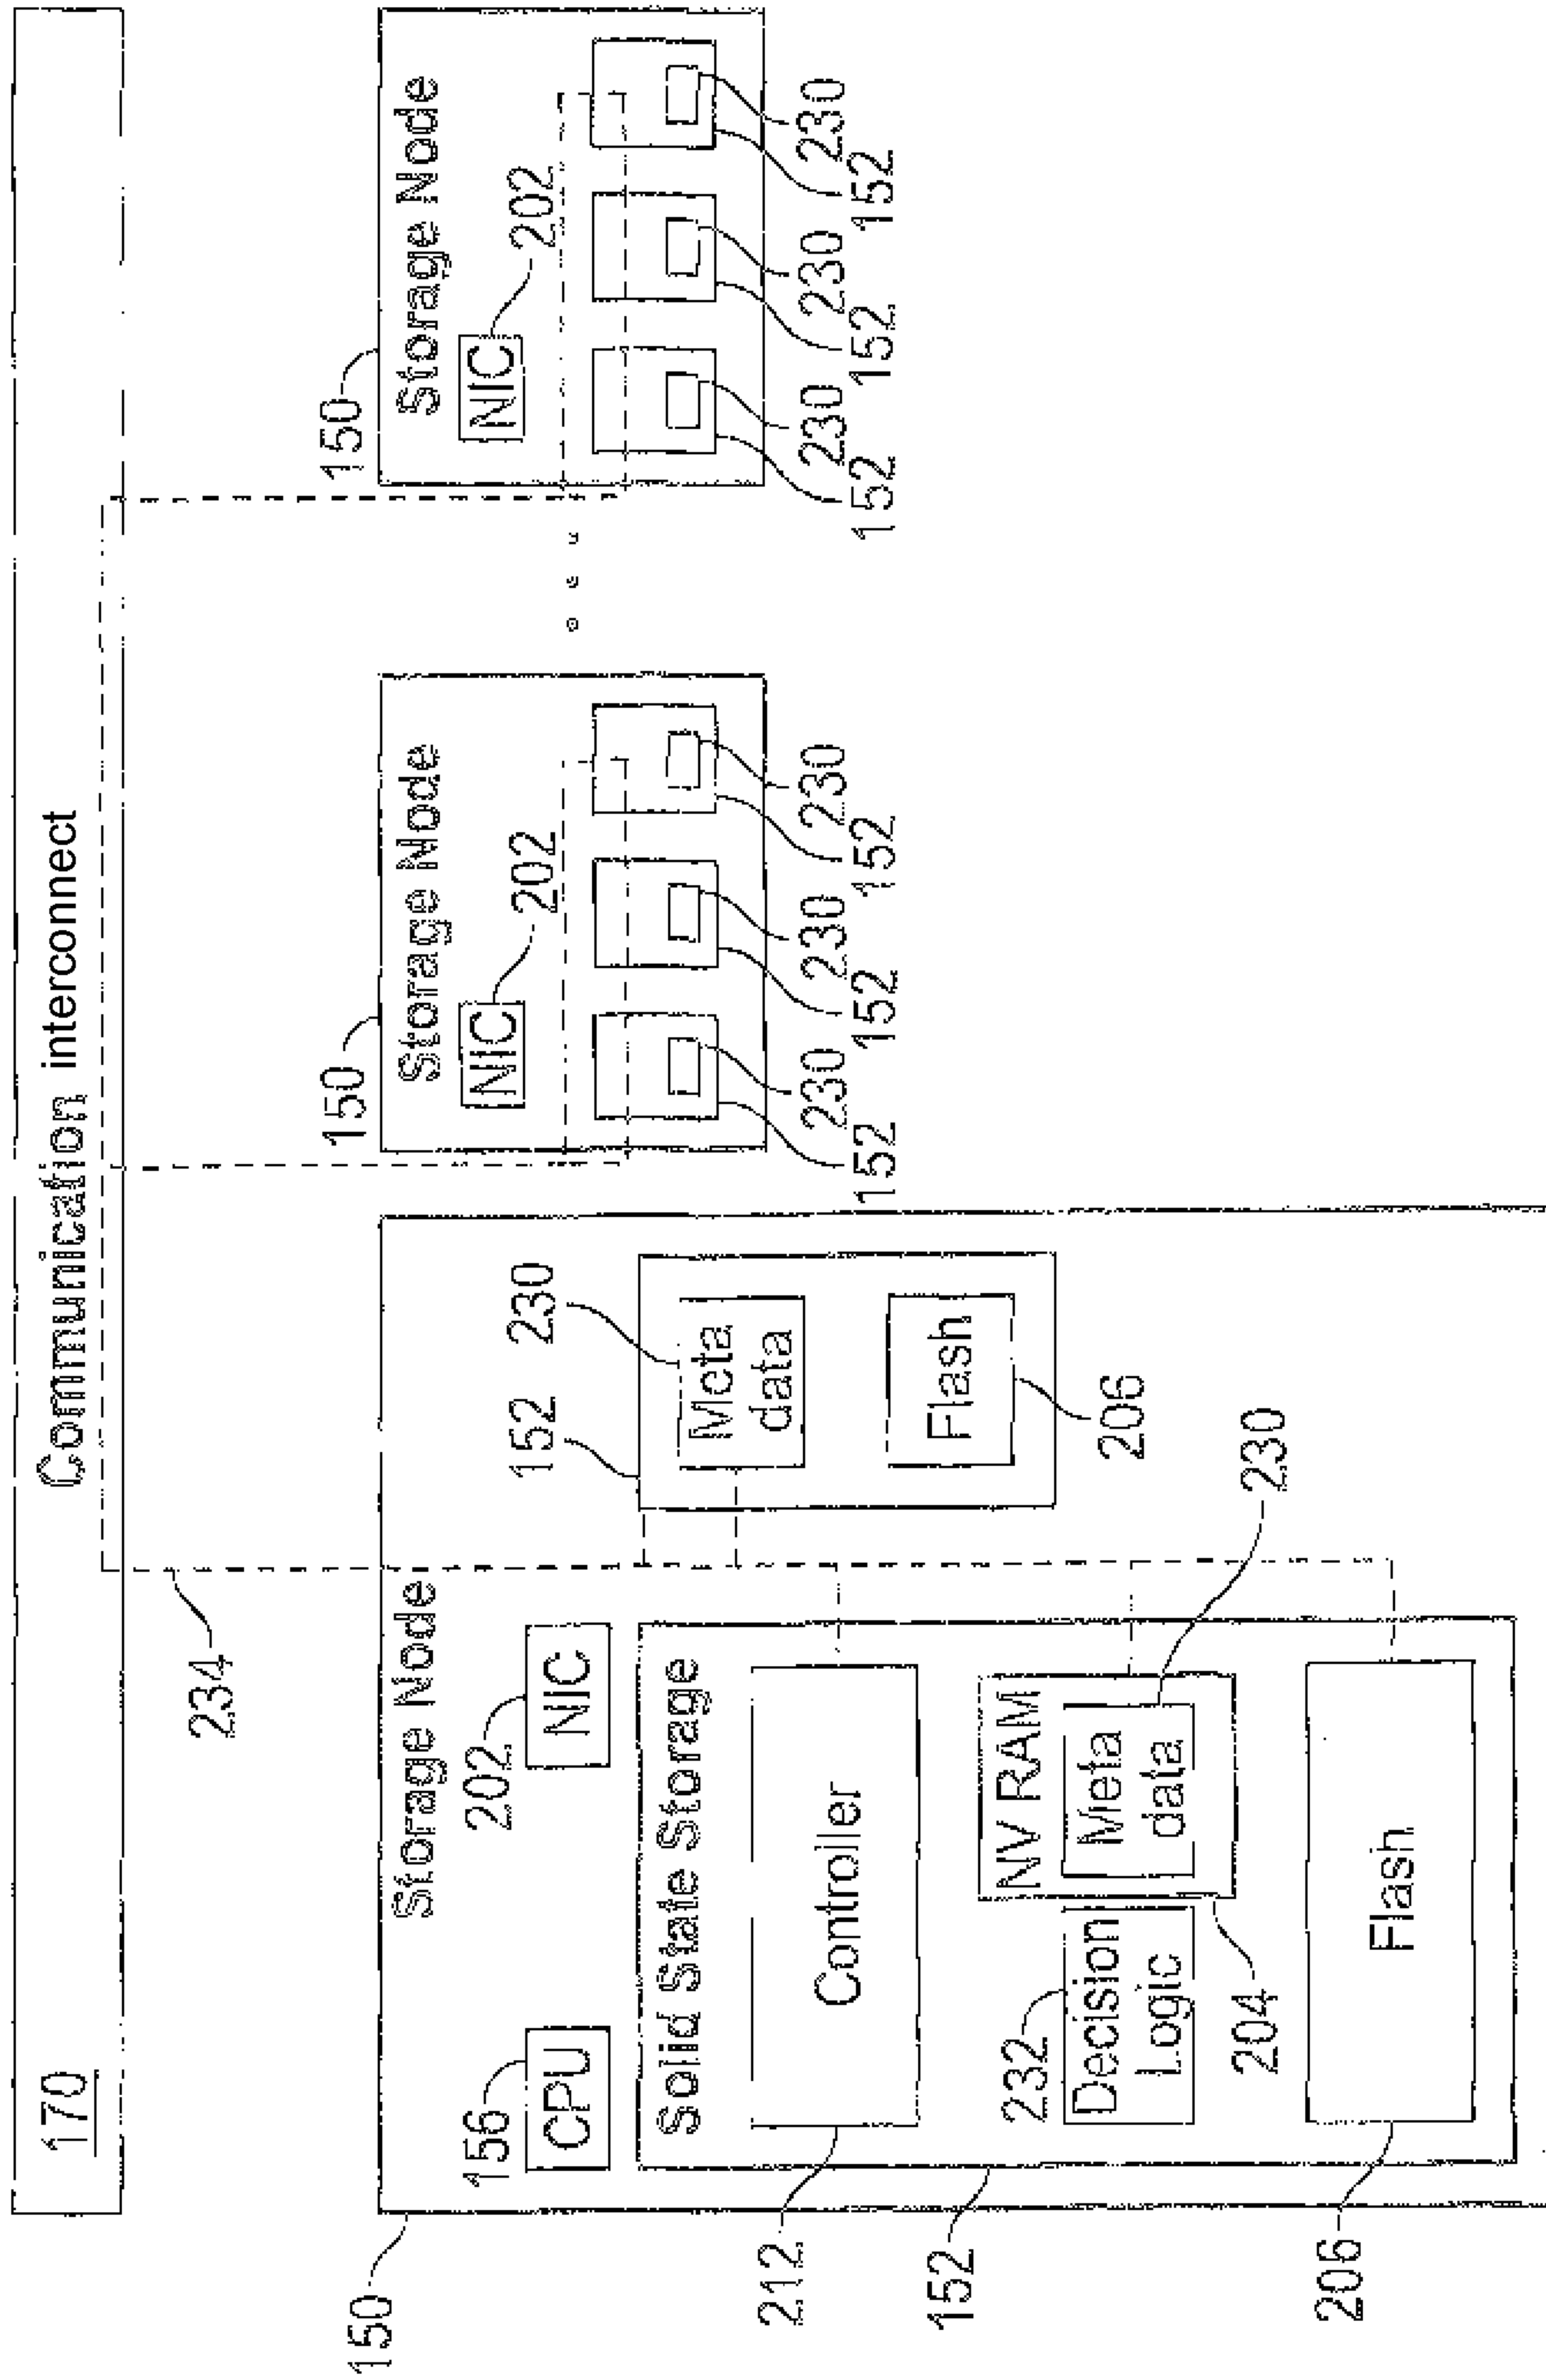 170
Communication interconnect
234
150
Storage Node
156
CPU
202
NIC
152
230
Meta
data
Flash
206
Solid State Storage
212
Controller
232
Decision
Logic
NV RAM
Meta
data
204
230
152
206
Flash
150
Storage Node
NIC
202
230
230
230
152
152
152
150
Storage Node
NIC
202
230
230
230
152
152
152